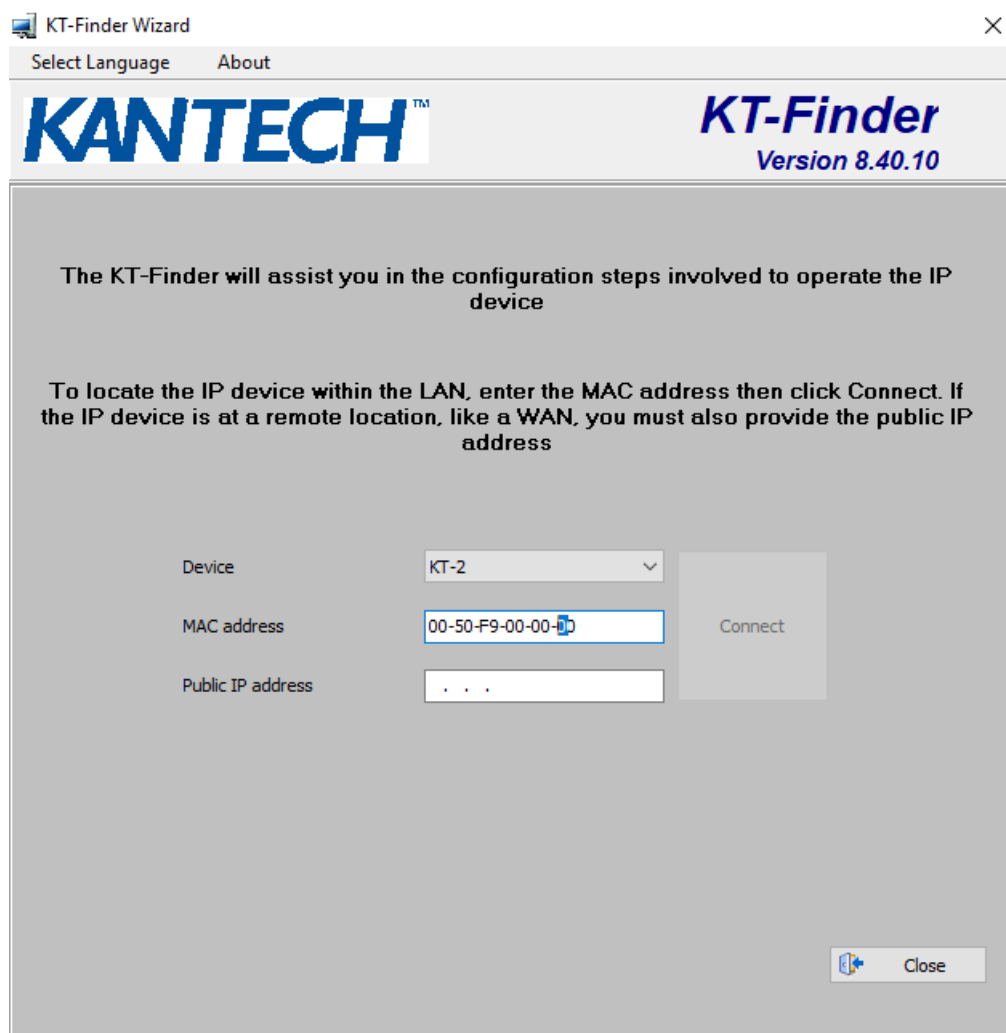 KT-Finder Wizard
Select Language About
KANTECH™
KT-Finder
Version 8.40.10
The KT-Finder will assist you in the configuration steps involved to operate the IP
device
To locate the IP device within the LAN, enter the MAC address then click Connect. If
the IP device is at a remote location, like a WAN, you must also provide the public IP
address
Device KT-2
MAC address 00-50-F9-00-00-00 Connect
Public IP address . . .
Close